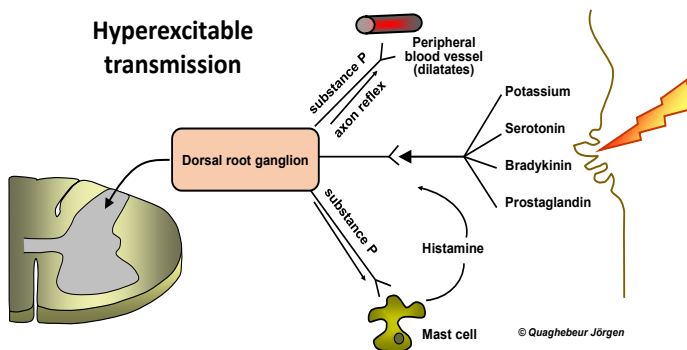 Hyperexcitable
transmission
substance P
axon reflex
Peripheral
blood vessel
(dilatates)
Potassium
Serotonin
Bradykinin
Prostaglandin
Dorsal root ganglion
substance P
Histamine
Mast cell
© Quaghebeur Jörgen